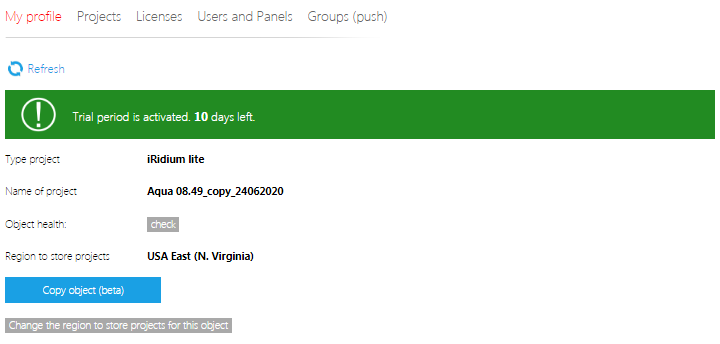 My profile Projects Licenses Users and Panels Groups (push)
Refresh
Trial period is activated. 10 days left.
Type project iRidium lite
Name of project Aqua 08.49_copy_24062020
Object health: check
Region to store projects USA East (N. Virginia)
Copy object (beta)
Change the region to store projects for this object